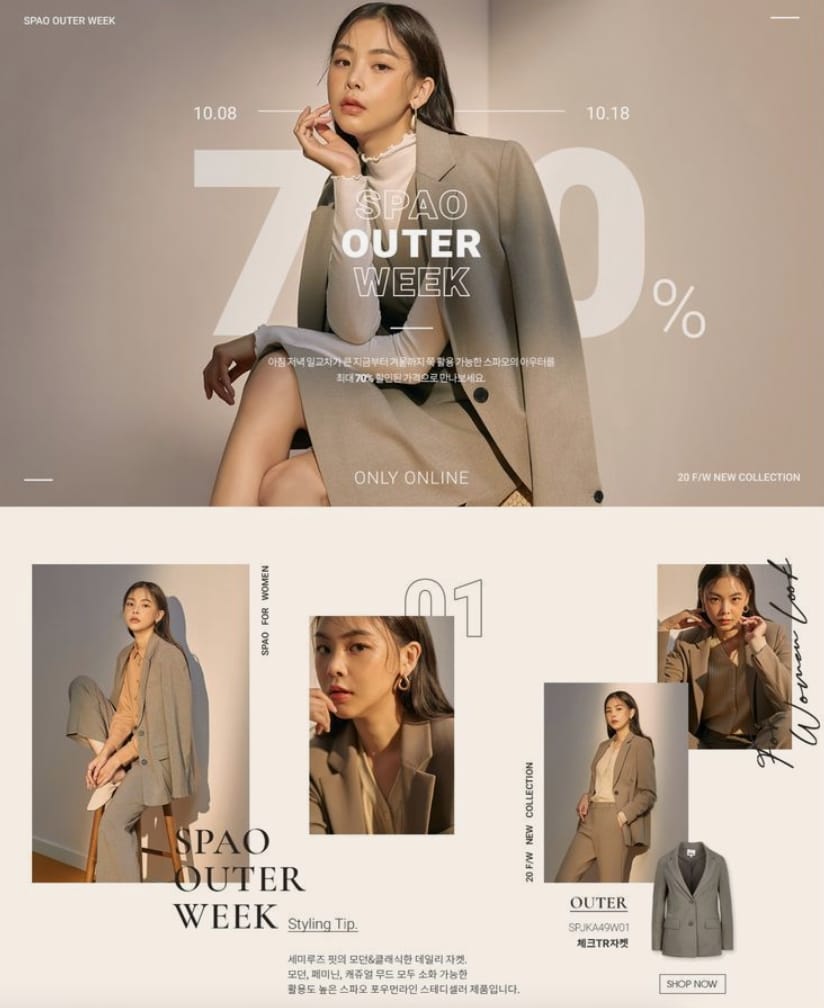 SPAO OUTER WEEK
10.08
10.18
70%
SPAO
OUTER
WEEK
아침 저녁 일교차가 큰 지금부터 겨울까지 쭉 활용 가능한 스파오의 아우터를
최대 70% 할인된 가격으로 만나보세요.
ONLY ONLINE
20 F/W NEW COLLECTION
SPAO FOR WOMEN
01
For Women Look
SPAO
OUTER
WEEK
Styling Tip.
세미루즈 핏의 모던&클래식한 데일리 자켓.
모던, 페미닌, 캐쥬얼 무드 모두 소화 가능한
활용도 높은 스파오 포우먼라인 스테디셀러 제품입니다.
20 F/W NEW COLLECTION
OUTER
SPJKA49W01
체크TR자켓
SHOP NOW